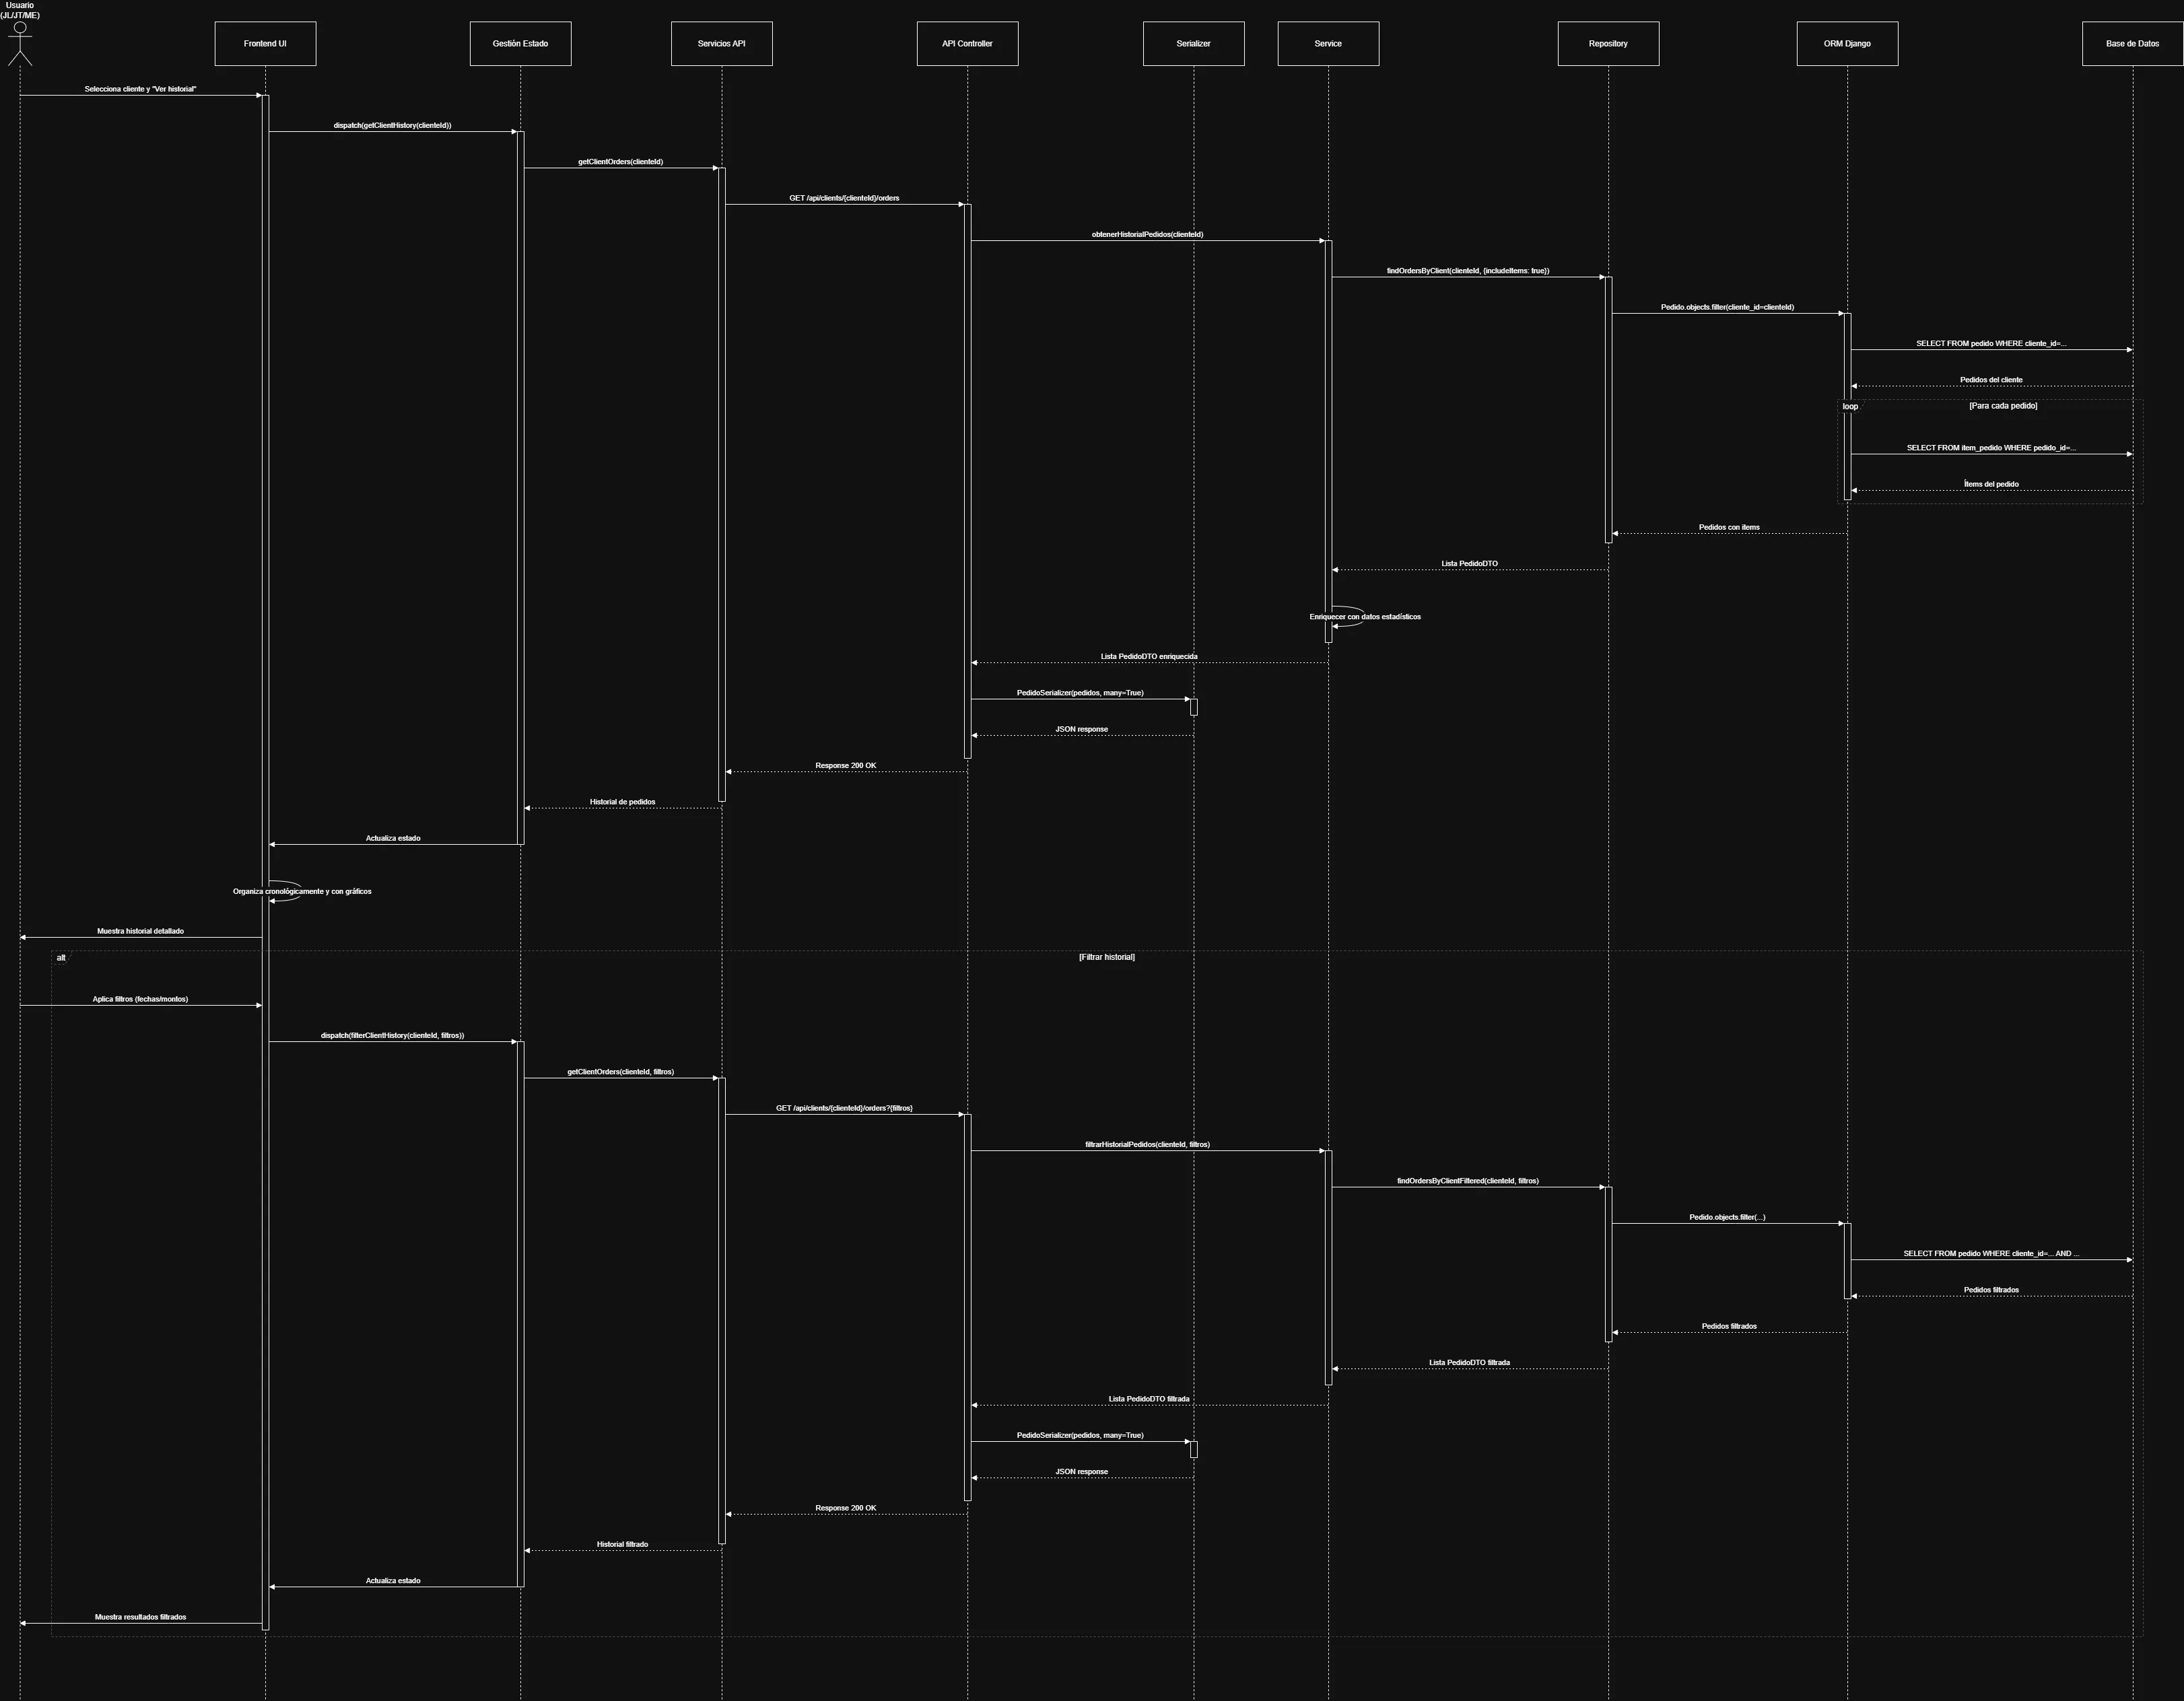 Usuario
(JL/JT/ME)
Frontend UI
Gestión Estado
Servicios API
API Controller
Serializer
Service
Repository
ORM Django
Base de Datos
Selecciona cliente y "Ver historial"
dispatch(getClientHistory(clienteId))
getClientOrders(clienteId)
GET /api/clients/{clienteId}/orders
obtenerHistorialPedidos(clienteId)
findOrdersByClient(clienteId, {includeItems: true})
Pedido.objects.filter(cliente_id=clienteId)
SELECT FROM pedido WHERE cliente_id=...
Pedidos del cliente
loop
[Para cada pedido]
SELECT FROM item_pedido WHERE pedido_id=...
Ítems del pedido
Pedidos con items
Lista PedidoDTO
Enriquecer con datos estadísticos
Lista PedidoDTO enriquecida
PedidoSerializer(pedidos, many=True)
JSON response
Response 200 OK
Historial de pedidos
Actualiza estado
Organiza cronológicamente y con gráficos
Muestra historial detallado
alt
[Filtrar historial]
Aplica filtros (fechas/montos)
dispatch(filterClientHistory(clienteId, filtros))
getClientOrders(clienteId, filtros)
GET /api/clients/{clienteId}/orders?{filtros}
filtrarHistorialPedidos(clienteId, filtros)
findOrdersByClientFiltered(clienteId, filtros)
Pedido.objects.filter(...)
SELECT FROM pedido WHERE cliente_id=... AND ...
Pedidos filtrados
Pedidos filtrados
Lista PedidoDTO filtrada
Lista PedidoDTO filtrada
PedidoSerializer(pedidos, many=True)
JSON response
Response 200 OK
Historial filtrado
Actualiza estado
Muestra resultados filtrados